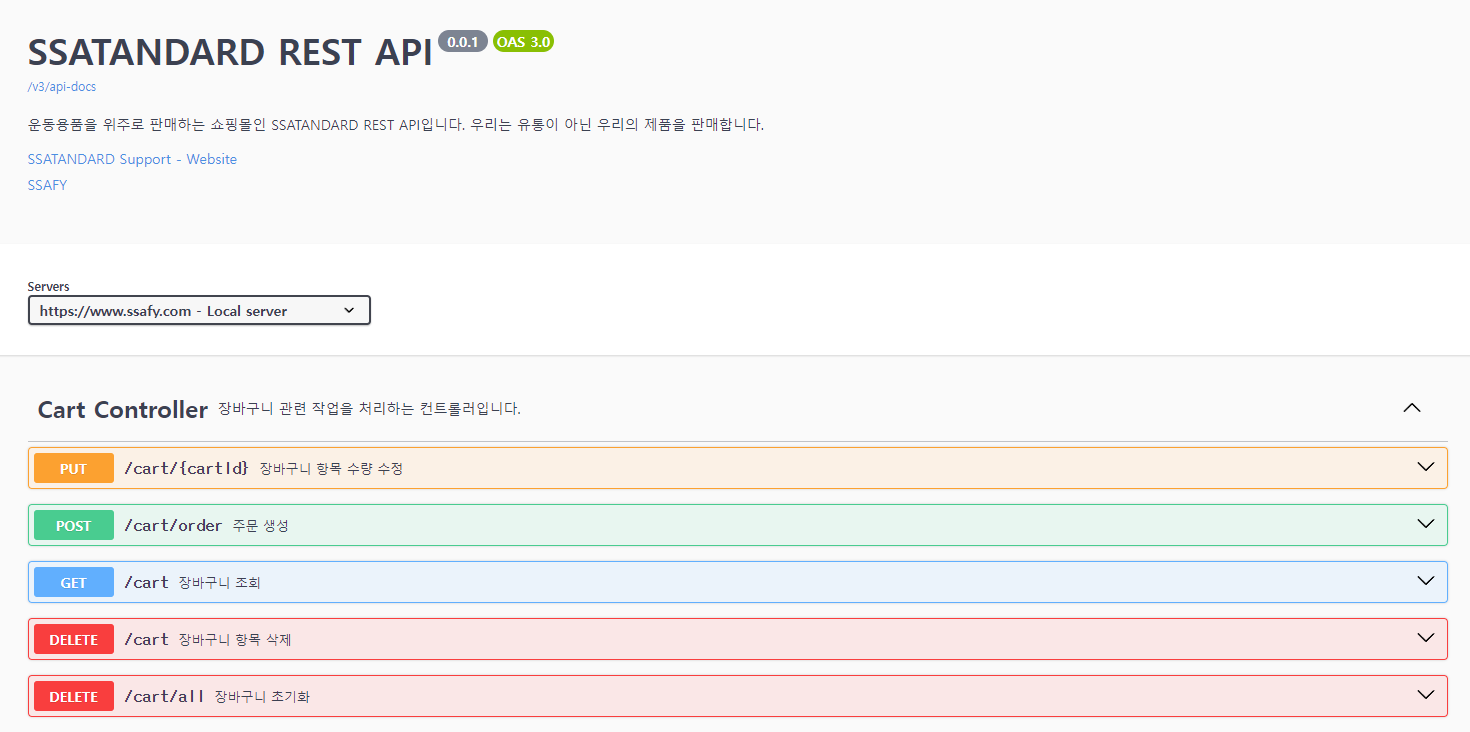 SSATANDARD REST API 0.0.1 OAS 3.0
/v3/api-docs
운동용품을 위주로 판매하는 쇼핑몰인 SSATANDARD REST API입니다. 우리는 유통이 아닌 우리의 제품을 판매합니다.
SSATANDARD Support - Website
SSAFY
Servers
https://www.ssafy.com - Local server
Cart Controller 장바구니 관련 작업을 처리하는 컨트롤러입니다.
PUT /cart/{cartId} 장바구니 항목 수량 수정
POST /cart/order 주문 생성
GET /cart 장바구니 조회
DELETE /cart 장바구니 항목 삭제
DELETE /cart/all 장바구니 초기화